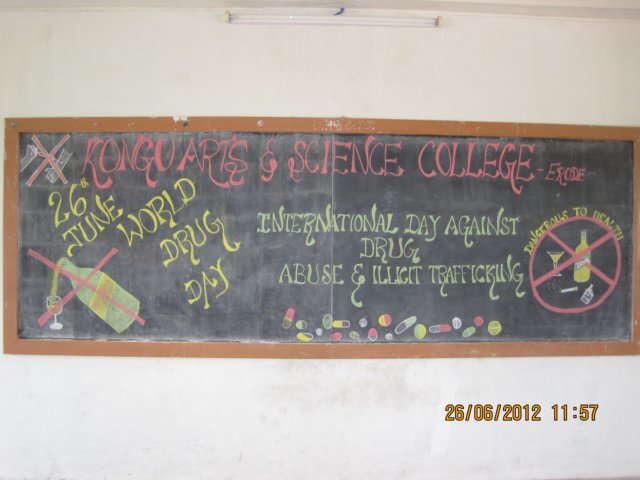 KONGU ARTS & SCIENCE COLLEGE - ERODE
26th JUNE WORLD DRUG DAY
INTERNATIONAL DAY AGAINST
DRUG
ABUSE & ILLICIT TRAFFICKING
DANGEROUS TO HEALTH
26/06/2012 11:57